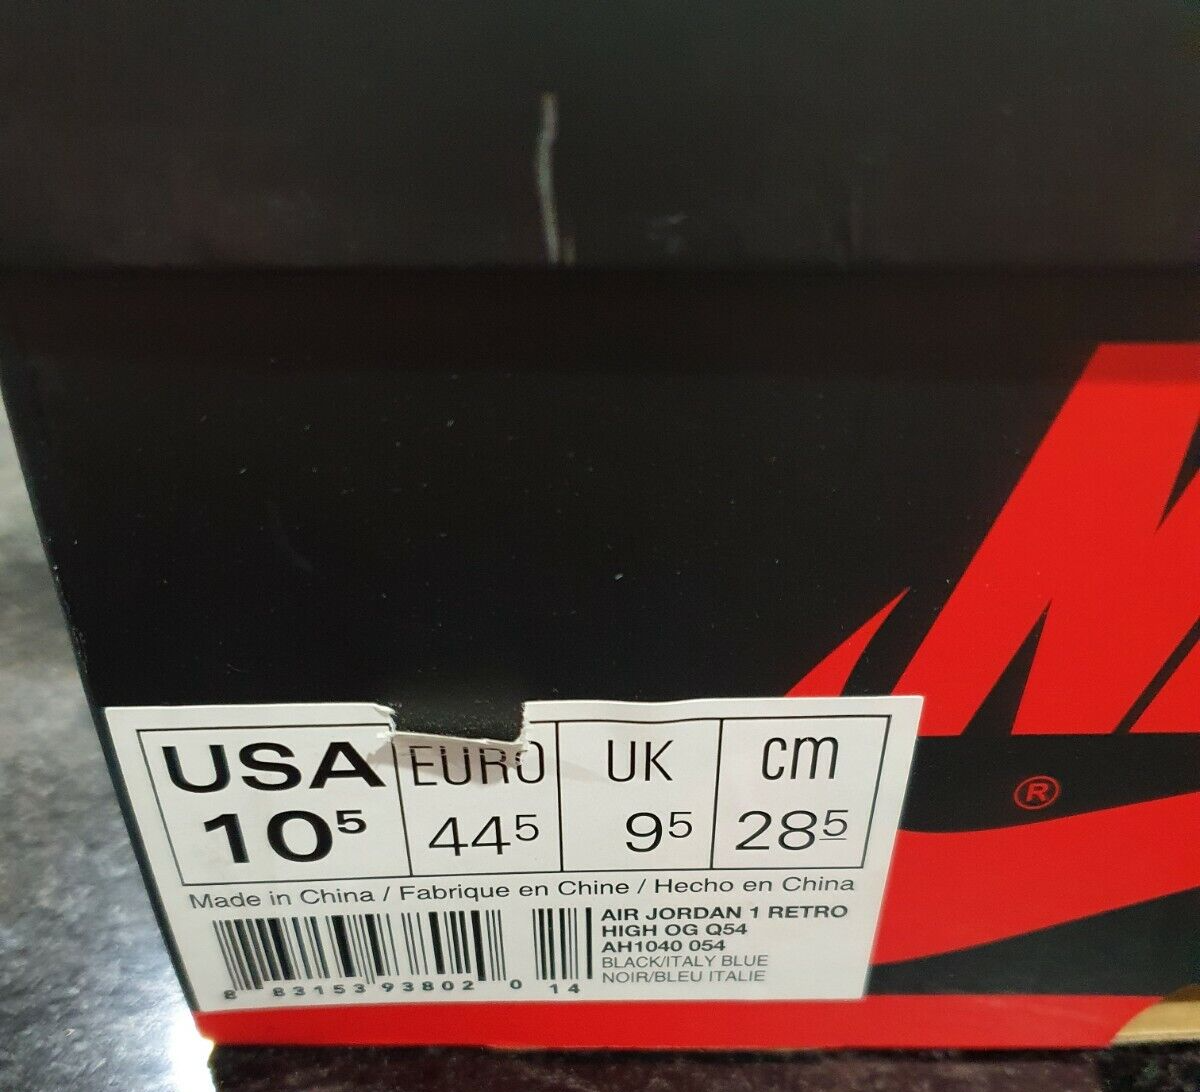 USA EURO UK cm
10⁵ 44⁵ 9⁵ 28⁵
Made in China / Fabrique en Chine / Hecho en China
AIR JORDAN 1 RETRO
HIGH OG Q54
AH1040 054
BLACK/ITALY BLUE
NOIR/BLEU ITALIE
8 83153 93802 0 14
®